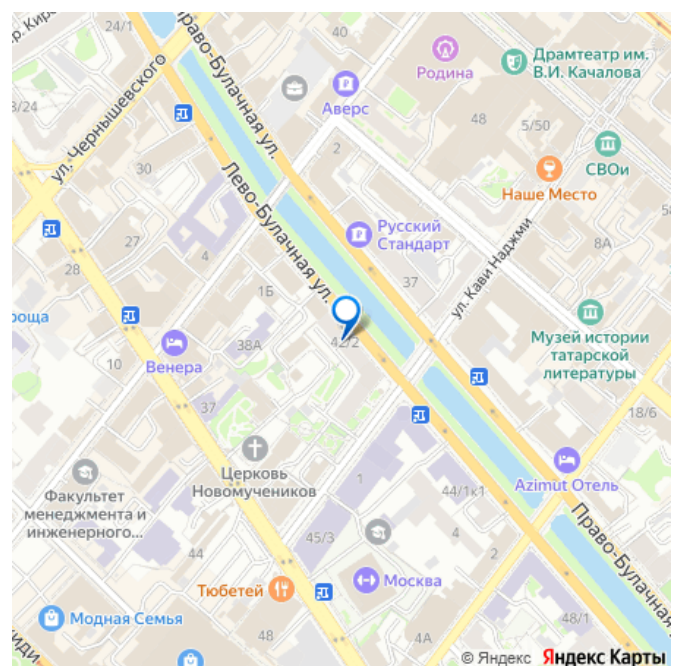 24/1
Право-Булачная ул.
40
Родина
Драмтеатр им.
В.И. Качалова
3/24
ул. Чернышевского
Аверс
48
5/50
СВОи
30
2
Наше Место
Лево-Булачная ул.
Русский
Стандарт
27
4
37
ул. Кави Наджми
8А
28
1Б
роща
Музей истории
татарской
литературы
38А
42/2
Венера
10
37
18/6
Церковь
Новомучеников
Azimut Отель
Факультет
менеджмента и
инженерного...
1
44/1к1
Право-Булачная
44
45/3
4
2
Тюбетей
Москва
Модная Семья
48
4А
48/1
© Яндекс Яндекс Карты